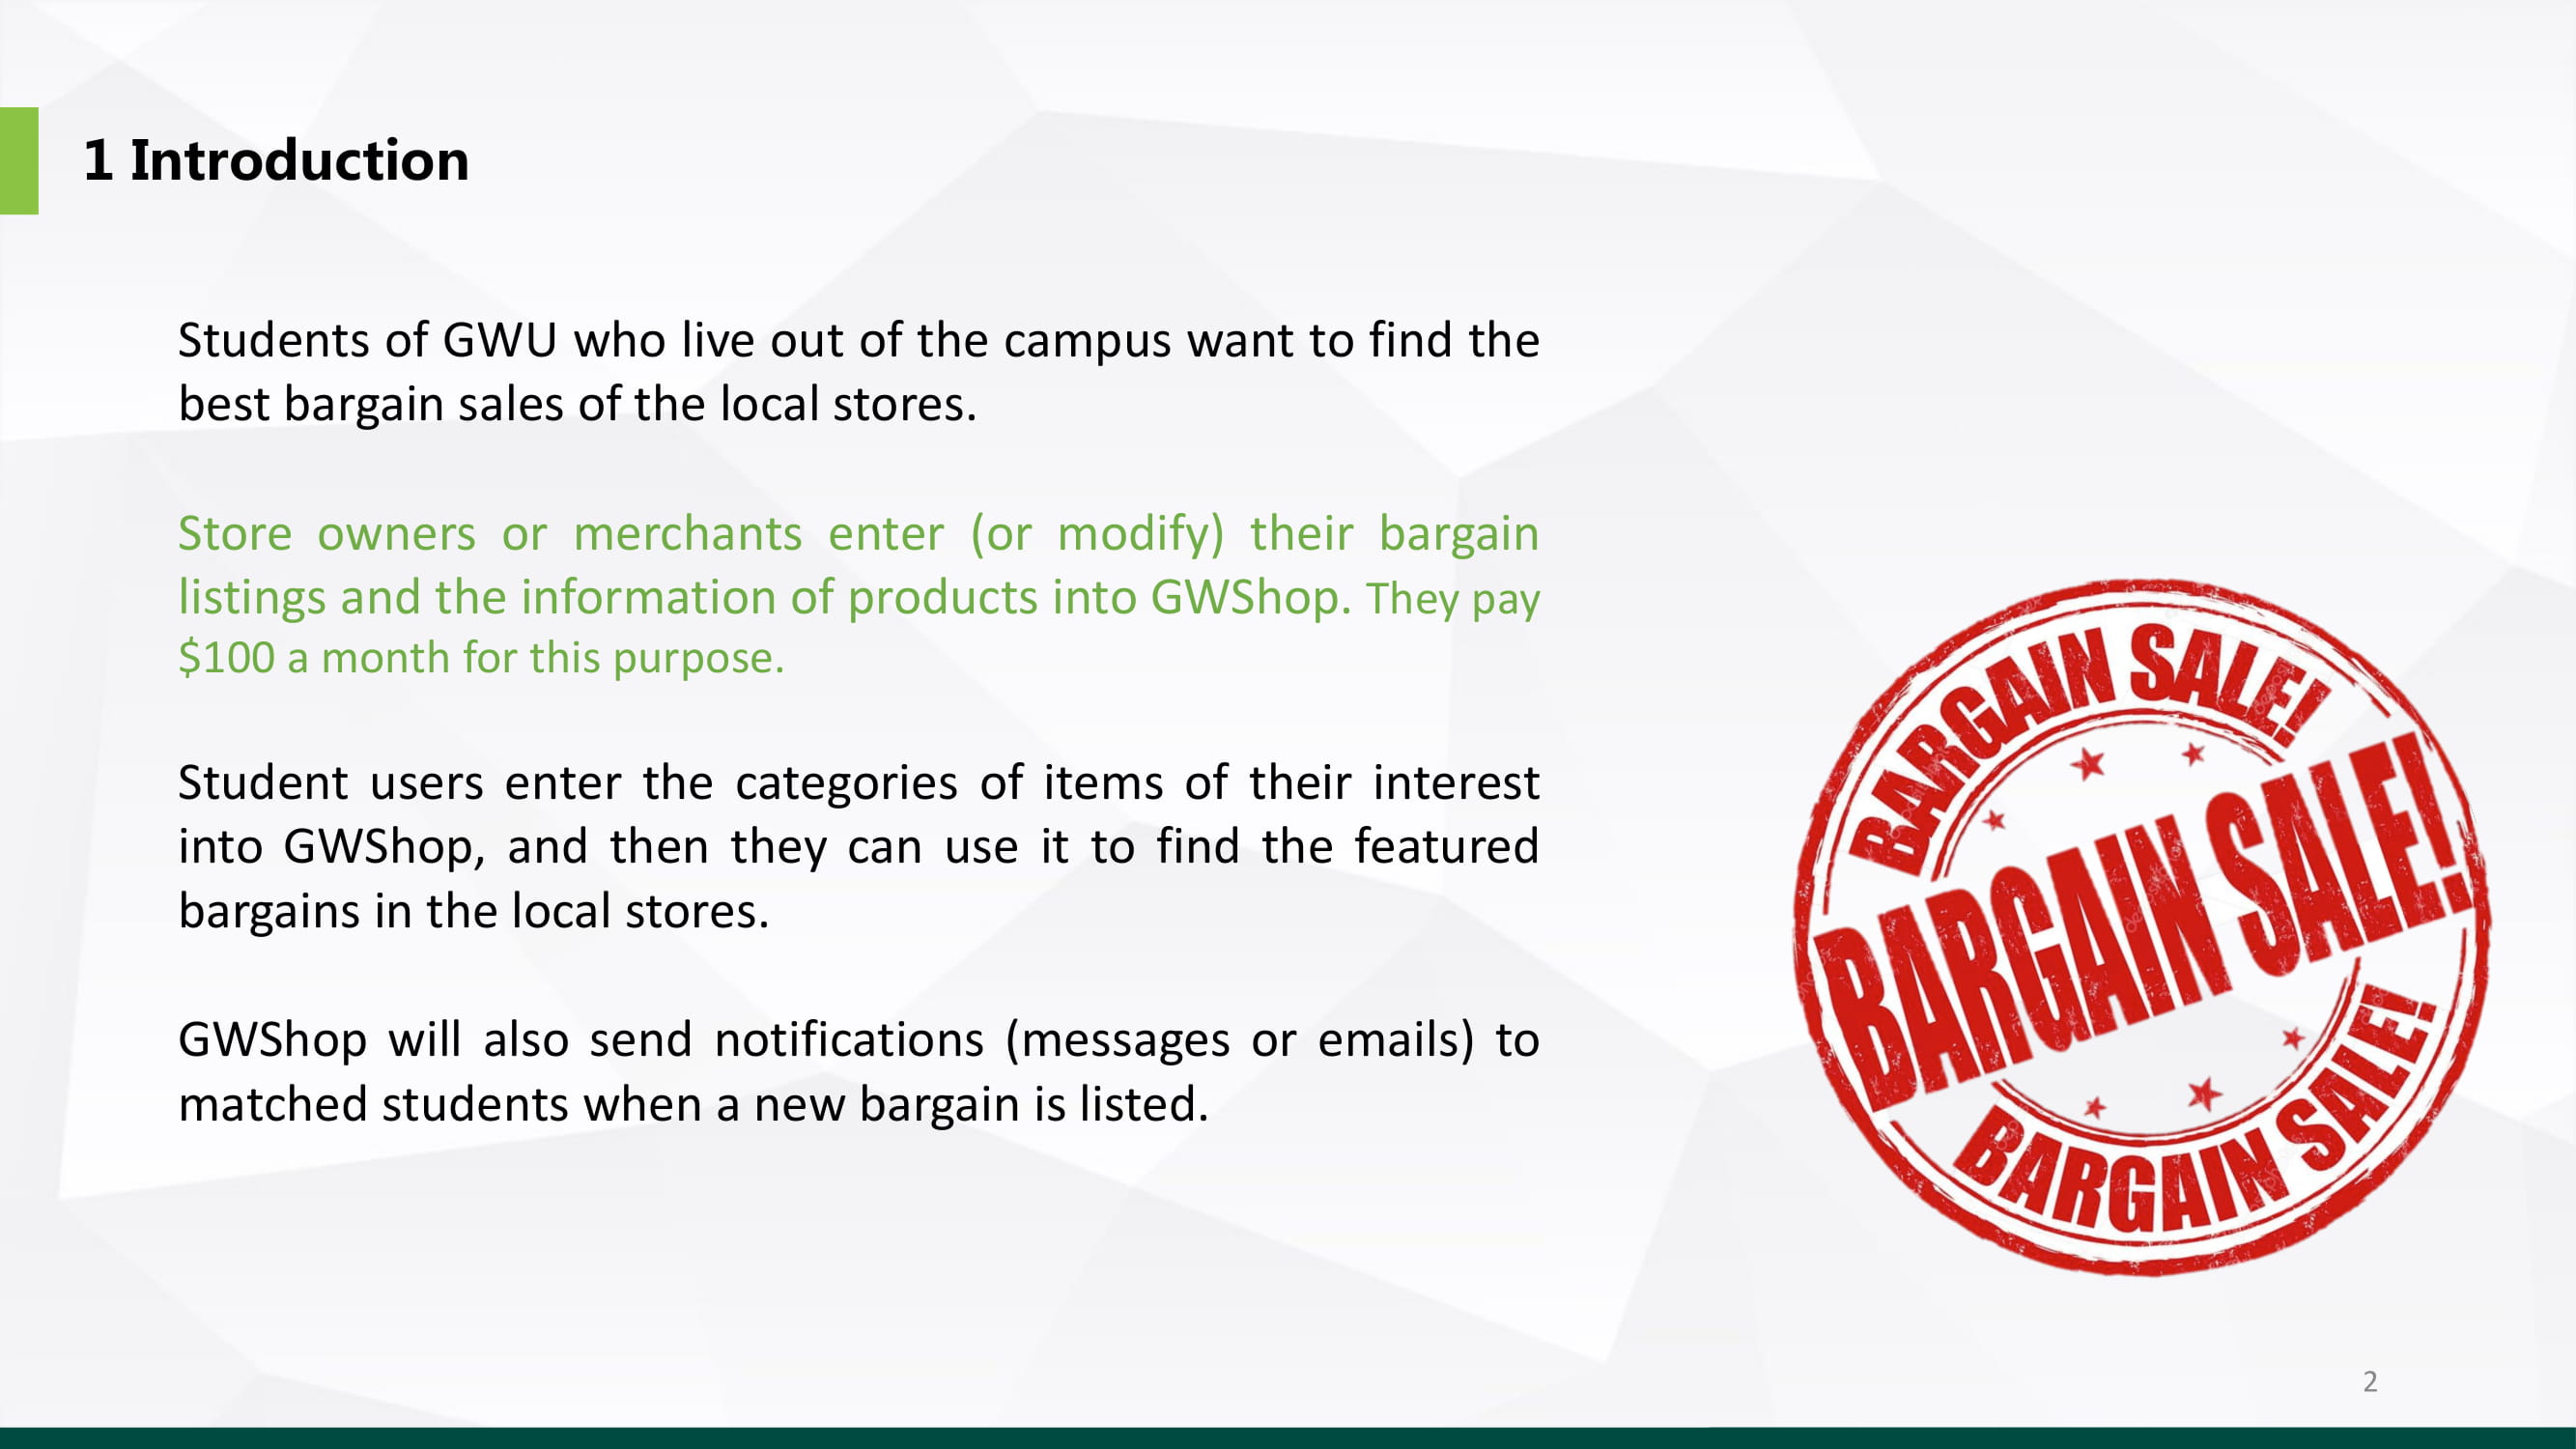 1 Introduction
Students of GWU who live out of the campus want to find the
best bargain sales of the local stores.
Store owners or merchants enter (or modify) their bargain
listings and the information of products into GWShop. They pay
$100 a month for this purpose.
Student users enter the categories of items of their interest
into GWShop, and then they can use it to find the featured
bargains in the local stores.
GWShop will also send notifications (messages or emails) to
matched students when a new bargain is listed.
BARGAIN SALE!
BARGAIN SALE!
BARGAIN SALE!
2